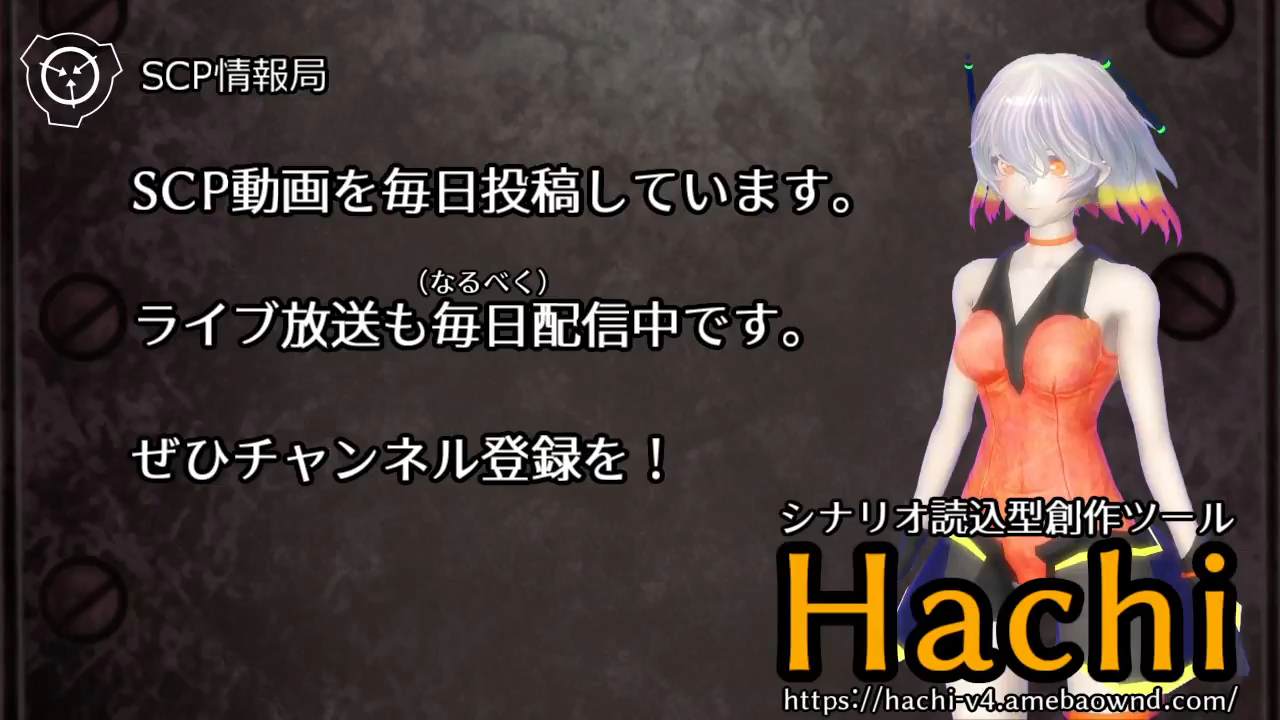 SCP情報局
SCP動画を毎日投稿しています。
（なるべく）
ライブ放送も毎日配信中です。
ぜひチャンネル登録を！
シナリオ読込型創作ツール
Hachi
https://hachi-v4.amebaownd.com/